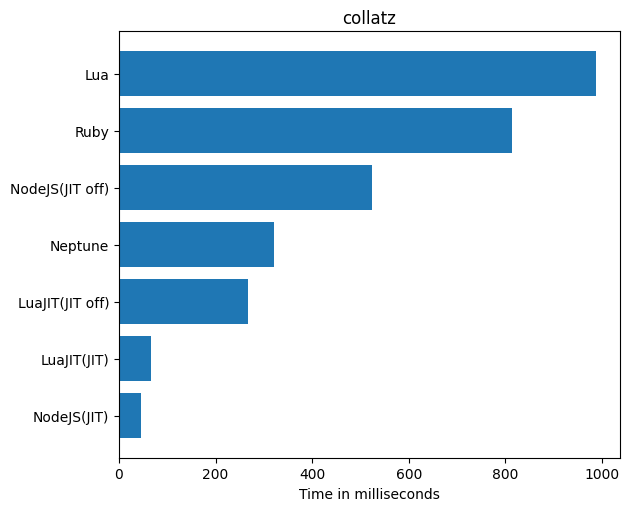 collatz
Lua
Ruby
NodeJS(JIT off)
Neptune
LuaJIT(JIT off)
LuaJIT(JIT)
NodeJS(JIT)
0 200 400 600 800 1000
Time in milliseconds